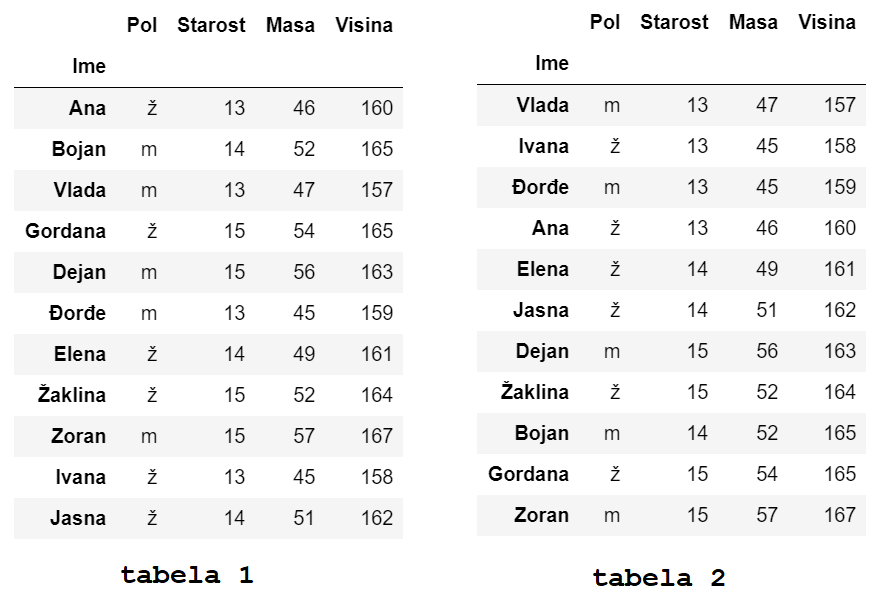 Pol Starost Masa Visina
Ime
Ana ž 13 46 160
Bojan m 14 52 165
Vlada m 13 47 157
Gordana ž 15 54 165
Dejan m 15 56 163
Đorđe m 13 45 159
Elena ž 14 49 161
Žaklina ž 15 52 164
Zoran m 15 57 167
Ivana ž 13 45 158
Jasna ž 14 51 162
tabela 1
Pol Starost Masa Visina
Ime
Vlada m 13 47 157
Ivana ž 13 45 158
Đorđe m 13 45 159
Ana ž 13 46 160
Elena ž 14 49 161
Jasna ž 14 51 162
Dejan m 15 56 163
Žaklina ž 15 52 164
Bojan m 14 52 165
Gordana ž 15 54 165
Zoran m 15 57 167
tabela 2